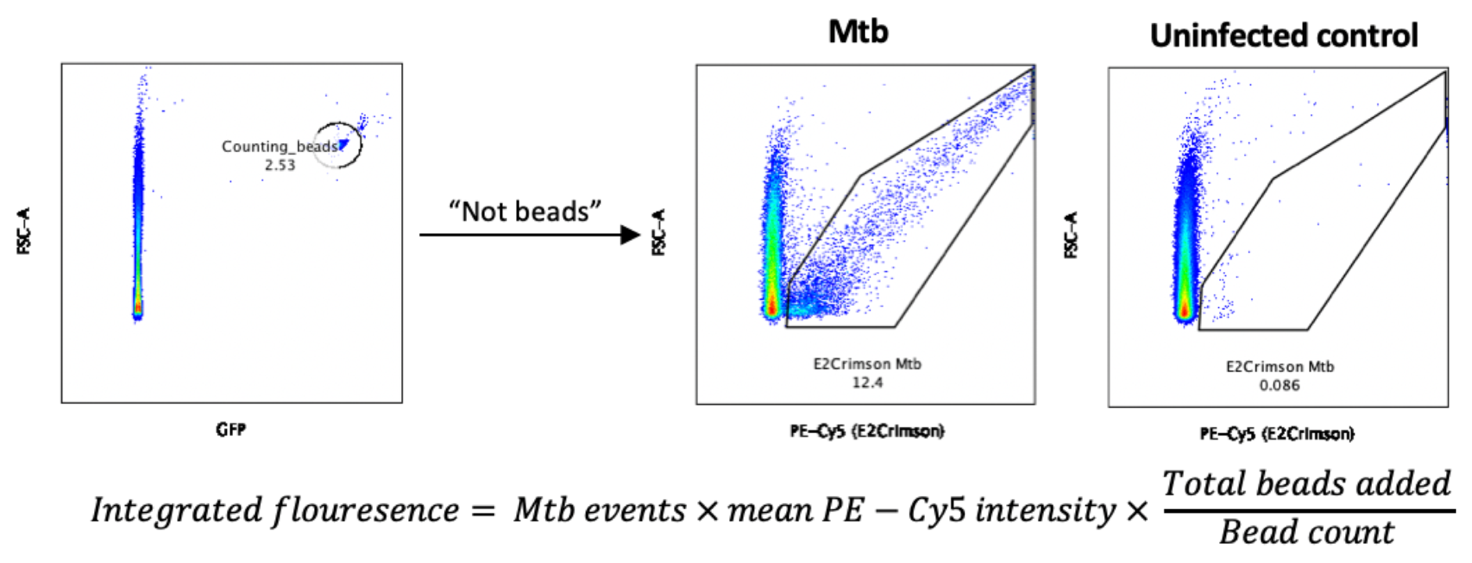 Mtb
Uninfected control
Counting_beads
2.53
FSC-A
GFP
"Not beads"
FSC-A
E2Crimson Mtb
12.4
PE-Cy5 (E2Crimson)
FSC-A
E2Crimson Mtb
0.086
PE-Cy5 (E2Crimson)
Integrated flouresence = Mtb events × mean PE − Cy5 intensity × Total beads added
Bead count